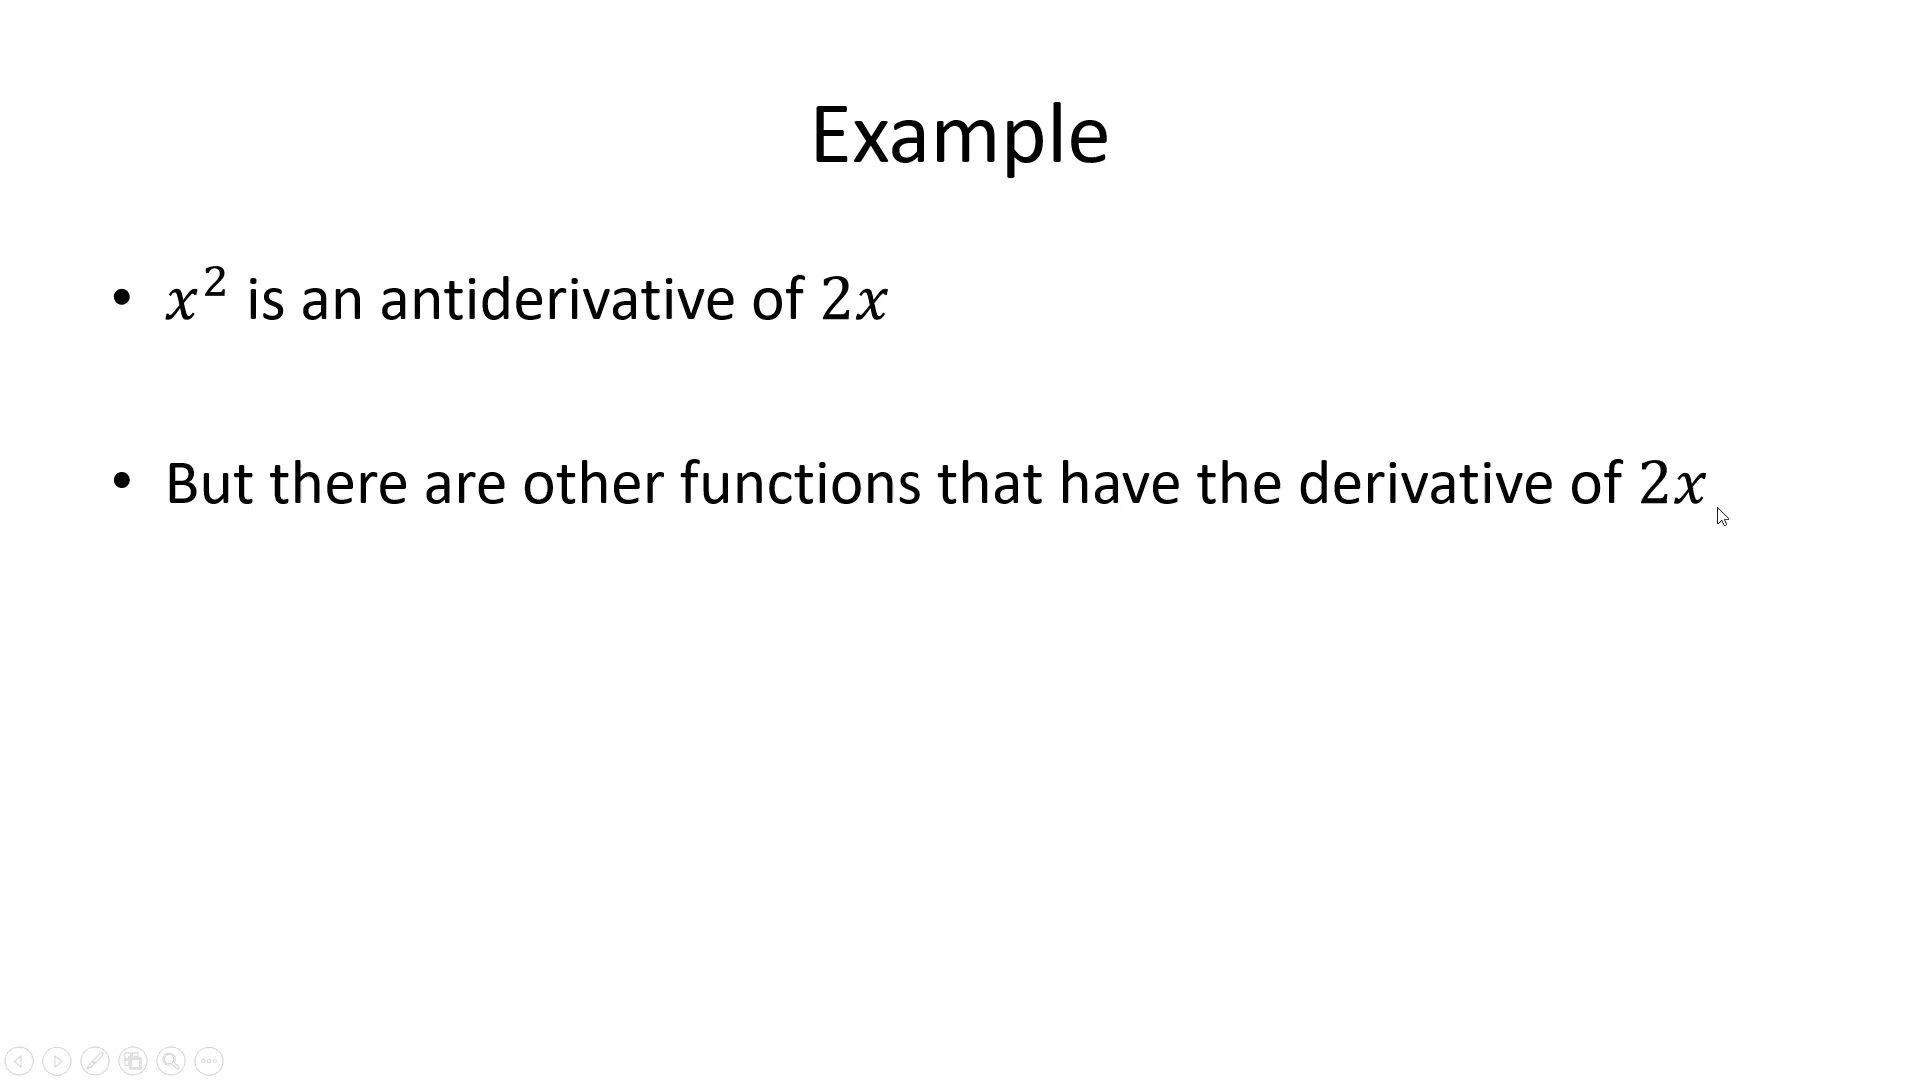 Example
• x² is an antiderivative of 2x
• But there are other functions that have the derivative of 2x